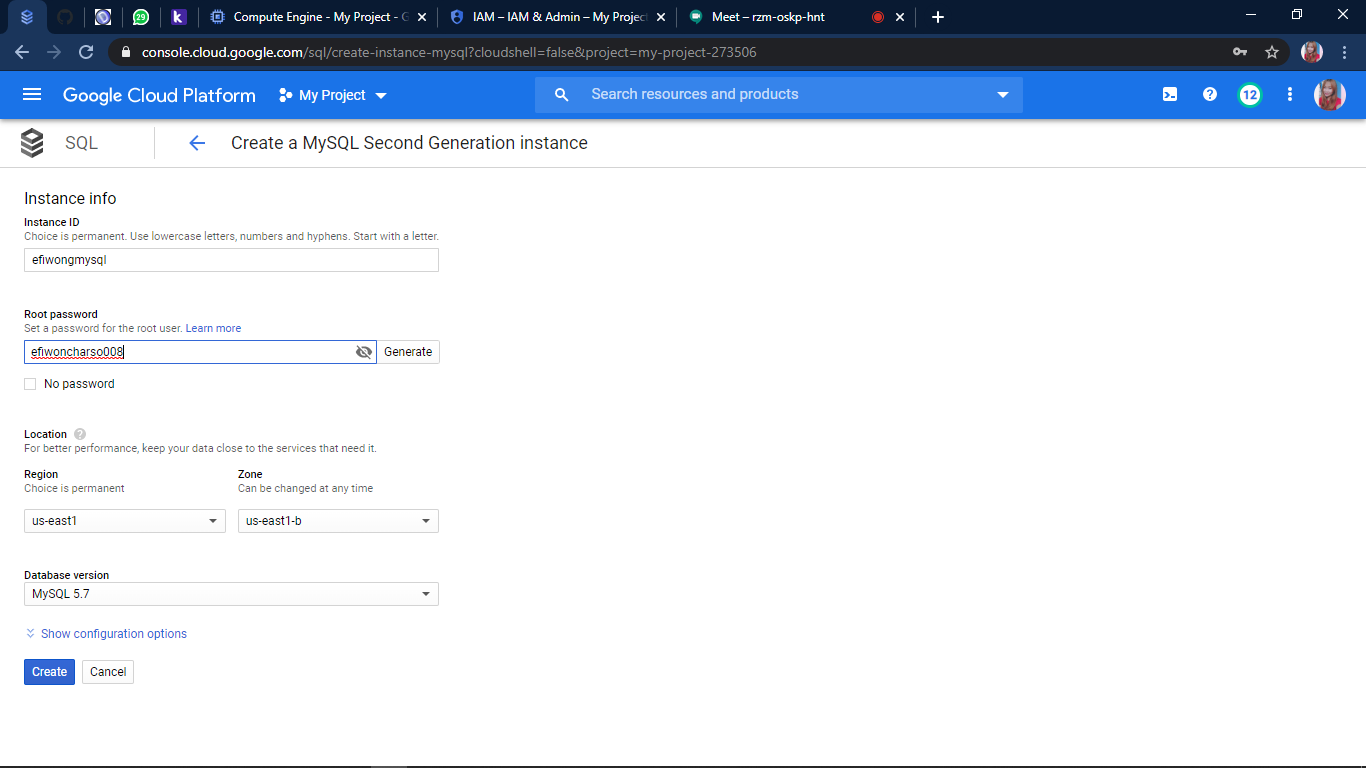 29
k
Compute Engine - My Project - G
IAM – IAM & Admin – My Projec
Meet – rzm-oskp-hnt
console.cloud.google.com/sql/create-instance-mysql?cloudshell=false&project=my-project-273506
Google Cloud Platform
My Project
Search resources and products
12
SQL
Create a MySQL Second Generation instance
Instance info
Instance ID
Choice is permanent. Use lowercase letters, numbers and hyphens. Start with a letter.
efiwongmysql
Root password
Set a password for the root user. Learn more
efiwoncharso008
Generate
No password
Location
For better performance, keep your data close to the services that need it.
Region
Choice is permanent
Zone
Can be changed at any time
us-east1
us-east1-b
Database version
MySQL 5.7
Show configuration options
Create
Cancel